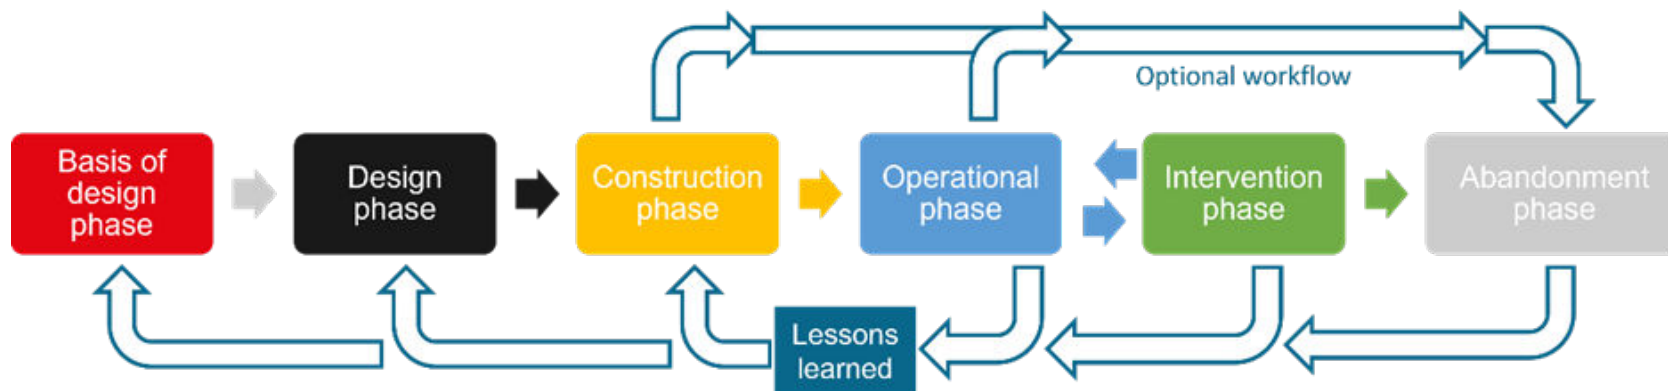 Optional workflow
Basis of
design
phase
Design
phase
Construction
phase
Operational
phase
Intervention
phase
Abandonment
phase
Lessons
learned